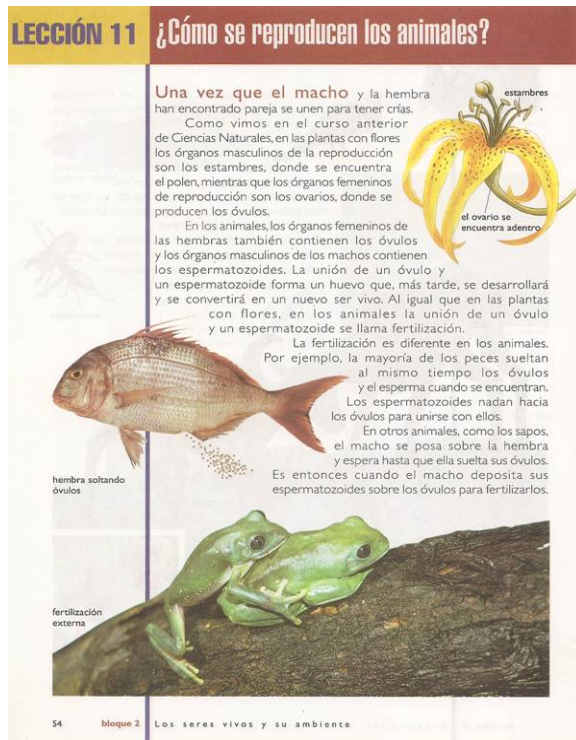 LECCIÓN 11 ¿Cómo se reproducen los animales?
Una vez que el macho y la hembra
han encontrado pareja se unen para tener crías.
Como vimos en el curso anterior
de Ciencias Naturales, en las plantas con flores
los órganos masculinos de la reproducción
son los estambres, donde se encuentra
el polen, mientras que los órganos femeninos
de reproducción son los ovarios, donde se
producen los óvulos.
estambres
el ovario se
encuentra adentro
En los animales, los órganos femeninos de
las hembras también contienen los óvulos
y los órganos masculinos de los machos contienen
los espermatozoides. La unión de un óvulo y
un espermatozoide forma un huevo que, más tarde, se desarrollará
y se convertirá en un nuevo ser vivo. Al igual que en las plantas
con flores, en los animales la unión de un óvulo
y un espermatozoide se llama fertilización.
La fertilización es diferente en los animales.
Por ejemplo, la mayoría de los peces sueltan
al mismo tiempo los óvulos
y el esperma cuando se encuentran.
Los espermatozoides nadan hacia
los óvulos para unirse con ellos.
En otros animales, como los sapos,
el macho se posa sobre la hembra
y espera hasta que ella suelta sus óvulos.
Es entonces cuando el macho deposita sus
espermatozoides sobre los óvulos para fertilizarlos.
hembra soltando
óvulos
fertilización
externa
54 bloque 2 Los seres vivos y su ambiente